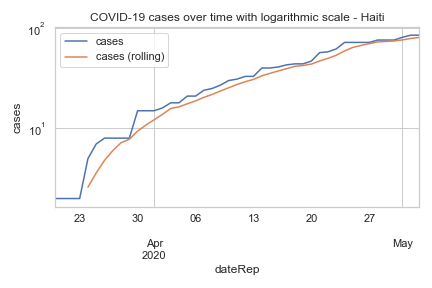 COVID-19 cases over time with logarithmic scale - Haiti
10²
cases
cases (rolling)
cases
10¹
23
30
06
13
20
27
Apr
2020
May
dateRep